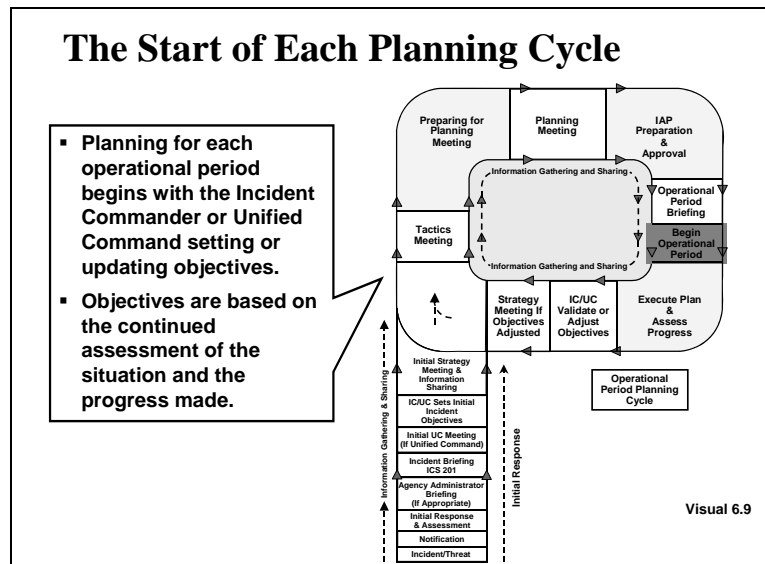 The Start of Each Planning Cycle
▪ Planning for each
operational period
begins with the Incident
Commander or Unified
Command setting or
updating objectives.
▪ Objectives are based on
the continued
assessment of the
situation and the
progress made.
Preparing for
Planning
Meeting
Planning
Meeting
IAP
Preparation
&
Approval
Information Gathering and Sharing
Operational
Period
Briefing
Begin
Operational
Period
Tactics
Meeting
Information Gathering and Sharing
Strategy
Meeting If
Objectives
Adjusted
IC/UC
Validate or
Adjust
Objectives
Execute Plan
&
Assess
Progress
Initial Strategy
Meeting &
Information
Sharing
IC/UC Sets Initial
Incident
Objectives
Initial UC Meeting
(If Unified Command)
Incident Briefing
ICS 201
Agency Administrator
Briefing
(If Appropriate)
Initial Response
& Assessment
Notification
Incident/Threat
Information Gathering & Sharing
Initial Response
Operational
Period Planning
Cycle
Visual 6.9